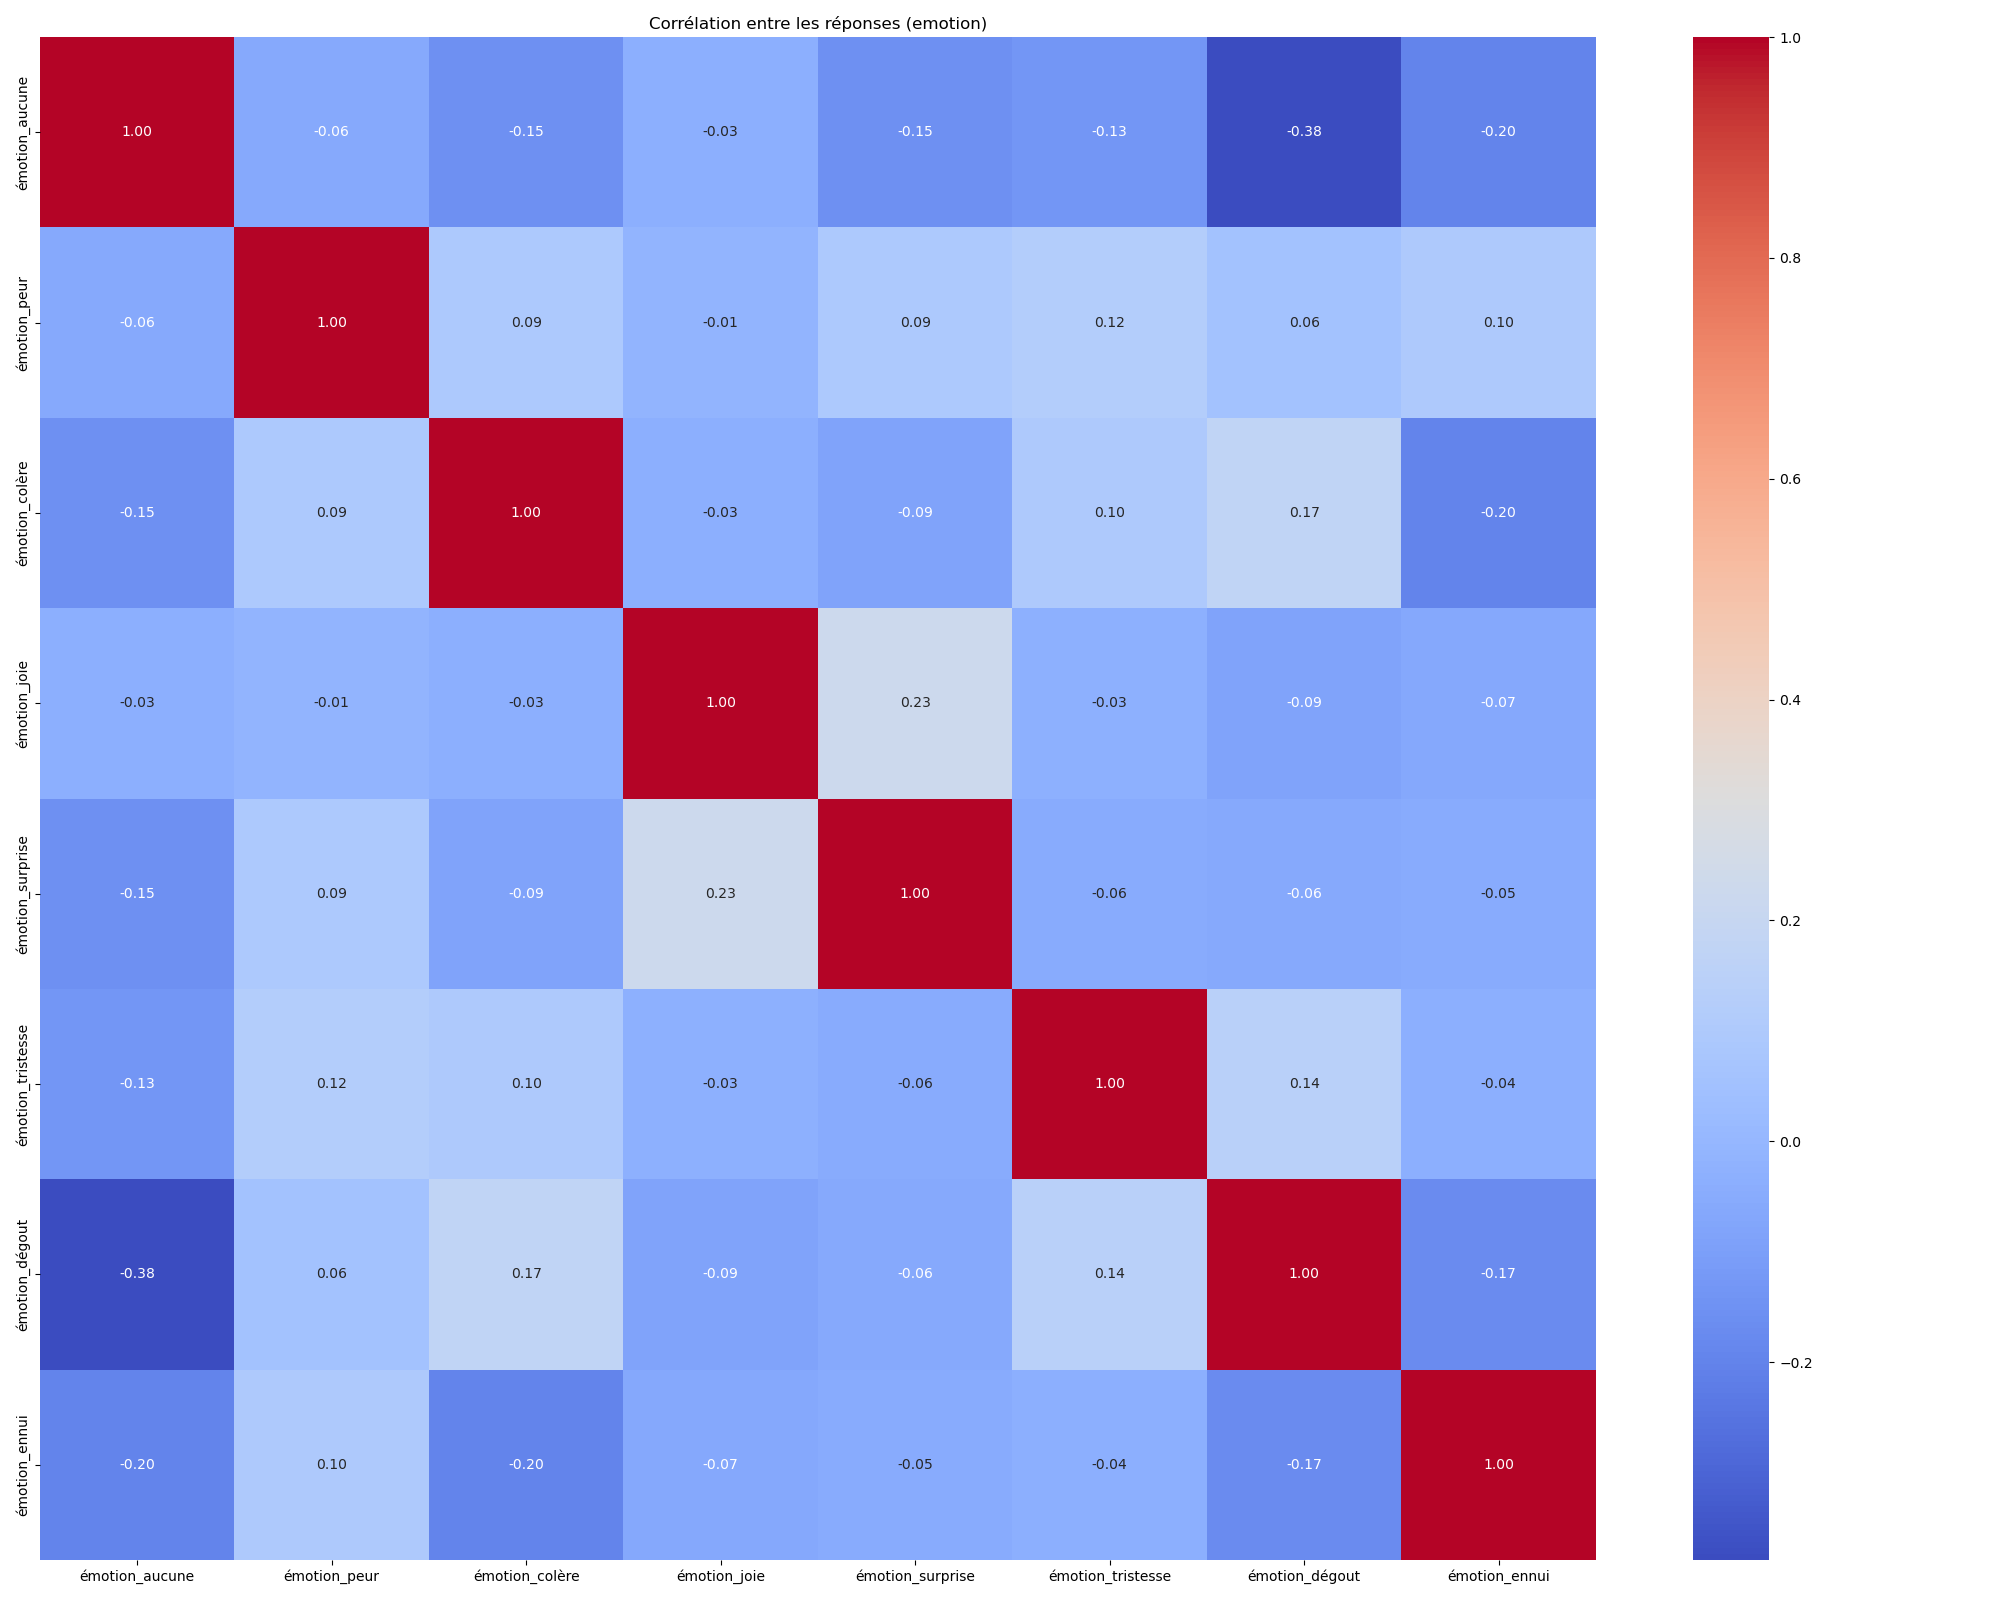 Corrélation entre les réponses (emotion)
émotion_aucune 1.00 -0.06 -0.15 -0.03 -0.15 -0.13 -0.38 -0.20
émotion_peur -0.06 1.00 0.09 -0.01 0.09 0.12 0.06 0.10
émotion_colère -0.15 0.09 1.00 -0.03 -0.09 0.10 0.17 -0.20
émotion_joie -0.03 -0.01 -0.03 1.00 0.23 -0.03 -0.09 -0.07
émotion_surprise -0.15 0.09 -0.09 0.23 1.00 -0.06 -0.06 -0.05
émotion_tristesse -0.13 0.12 0.10 -0.03 -0.06 1.00 0.14 -0.04
émotion_dégout -0.38 0.06 0.17 -0.09 -0.06 0.14 1.00 -0.17
émotion_ennui -0.20 0.10 -0.20 -0.07 -0.05 -0.04 -0.17 1.00
émotion_aucune émotion_peur émotion_colère émotion_joie émotion_surprise émotion_tristesse émotion_dégout émotion_ennui
1.0
0.8
0.6
0.4
0.2
0.0
−0.2